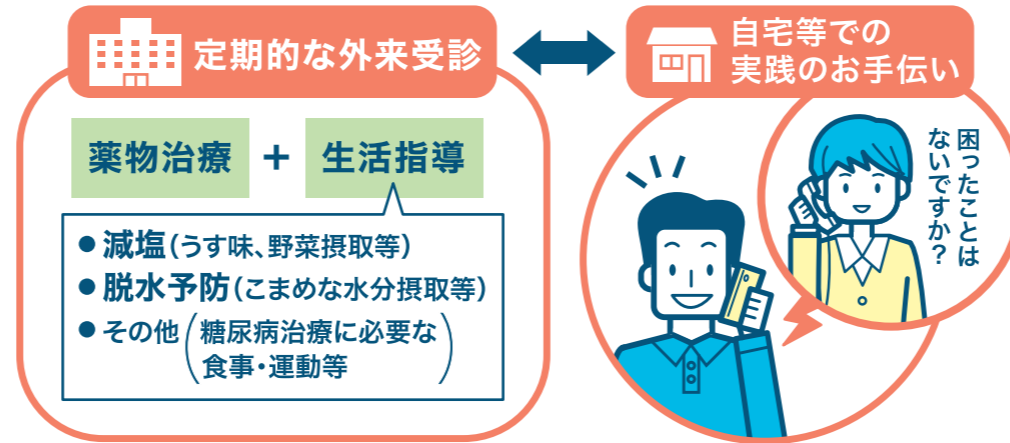 定期的な外来受診
自宅等での
実践のお手伝い
薬物治療 + 生活指導
●減塩(うす味、野菜摂取等)
●脱水予防(こまめな水分摂取等)
●その他(糖尿病治療に必要な
食事・運動等)
困ったことは
ないですか?